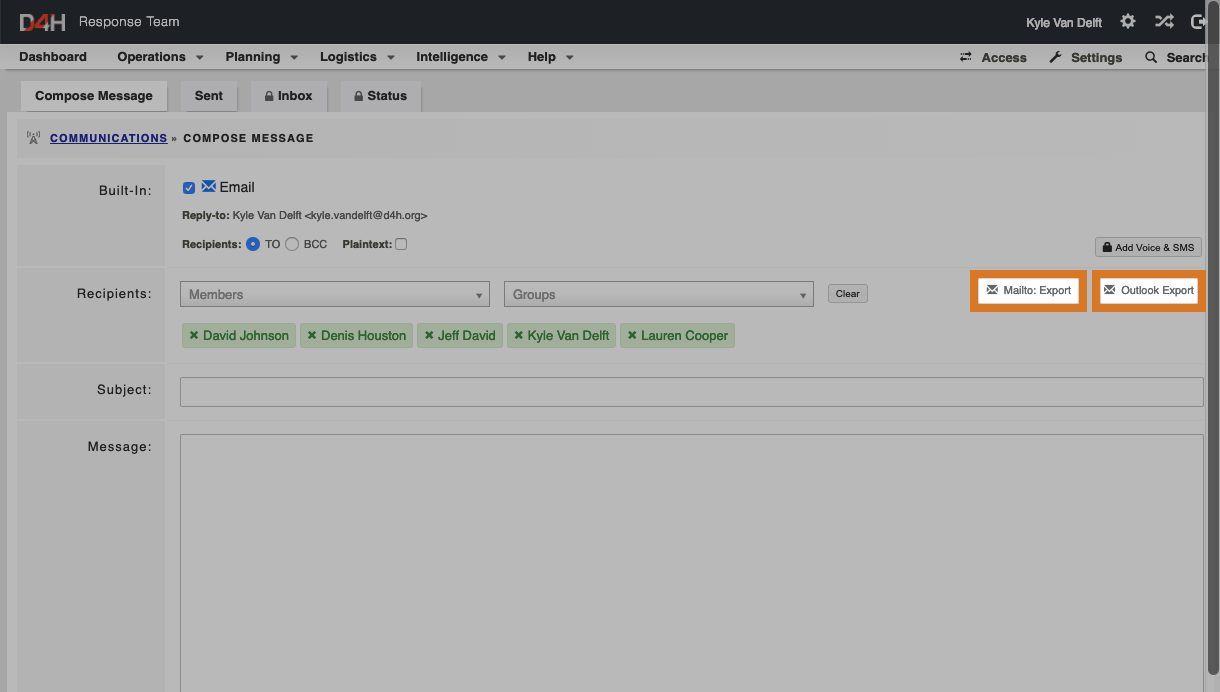 D4H Response Team Kyle Van Delft
Dashboard Operations Planning Logistics Intelligence Help Access Settings Search
Compose Message Sent Inbox Status
COMMUNICATIONS » COMPOSE MESSAGE
Built-In: Email
Reply-to: Kyle Van Delft <kyle.vandelft@d4h.org>
Recipients: TO BCC Plaintext: Add Voice & SMS
Recipients: Members Groups Clear Mailto: Export Outlook Export
David Johnson Denis Houston Jeff David Kyle Van Delft Lauren Cooper
Subject:
Message: